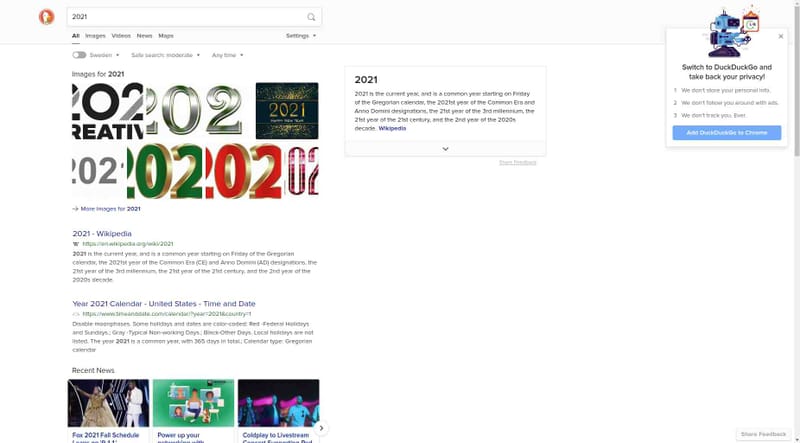 2021
All
Images
Videos
News
Maps
Settings
Sweden
Safe search: moderate
Any time
Images for 2021
2021
HAPPY NEW YEAR
More Images for 2021
2021 - Wikipedia
https://en.wikipedia.org/wiki/2021
2021 is the current year, and is a common year starting on Friday of the Gregorian
calendar, the 2021st year of the Common Era (CE) and Anno Domini (AD) designations, the
21st year of the 3rd millennium, the 21st year of the 21st century, and the 2nd year of the
2020s decade.
Year 2021 Calendar - United States - Time and Date
https://www.timeanddate.com/calendar/?year=2021&country=1
Disable moonphases. Some holidays and dates are color-coded: Red -Federal Holidays
and Sundays.; Gray -Typical Non-working Days.; Black-Other Days. Local holidays are not
listed. The year 2021 is a common year, with 365 days in total.; Calendar type: Gregorian
calendar
Recent News
Fox 2021 Fall Schedule
Power up your
Coldplay to Livestream
2021
2021 is the current year, and is a common year starting on Friday
of the Gregorian calendar, the 2021st year of the Common Era and
Anno Domini designations, the 21st year of the 3rd millennium, the
21st year of the 21st century, and the 2nd year of the 2020s
decade. Wikipedia
Share Feedback
Switch to DuckDuckGo and
take back your privacy!
1 We don't store your personal info.
2 We don't follow you around with ads.
3 We don't track you. Ever.
Add DuckDuckGo to Chrome
Share Feedback